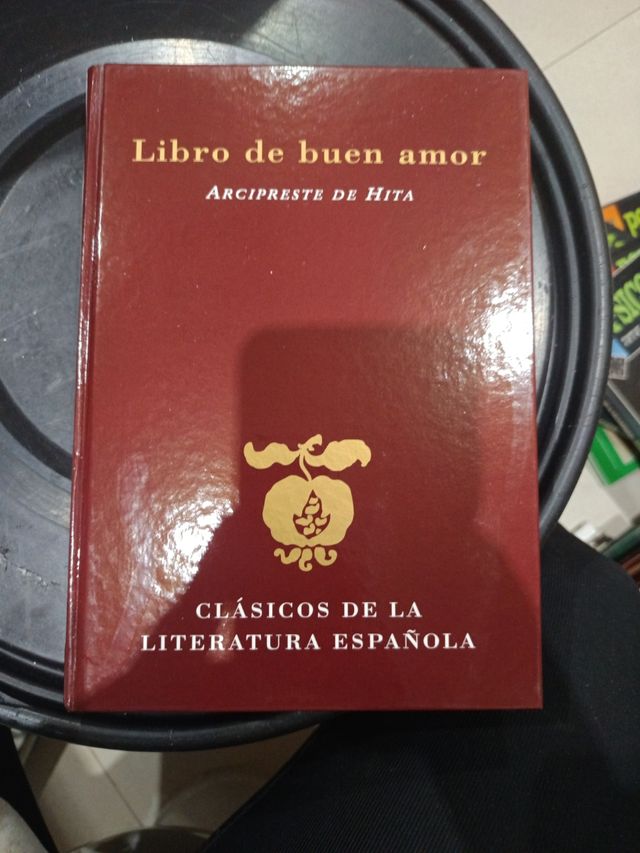 Libro de buen amor
ARCIPRESTE DE HITA
CLÁSICOS DE LA
LITERATURA ESPAÑOLA